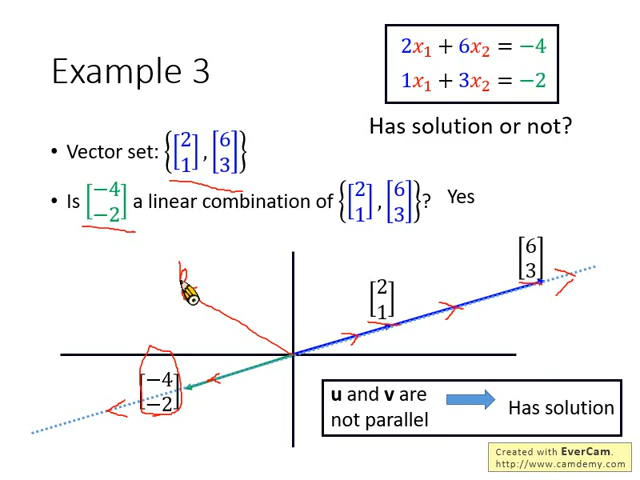 Example 3
2x₁ + 6x₂ = −4
1x₁ + 3x₂ = −2
Has solution or not?
• Vector set: {[2 1], [6 3]}
• Is [−4 −2] a linear combination of {[2 1], [6 3]}? Yes
[6 3]
[2 1]
b
[−4 −2]
u and v are
not parallel
Has solution
Created with EverCam.
http://www.camdemy.com